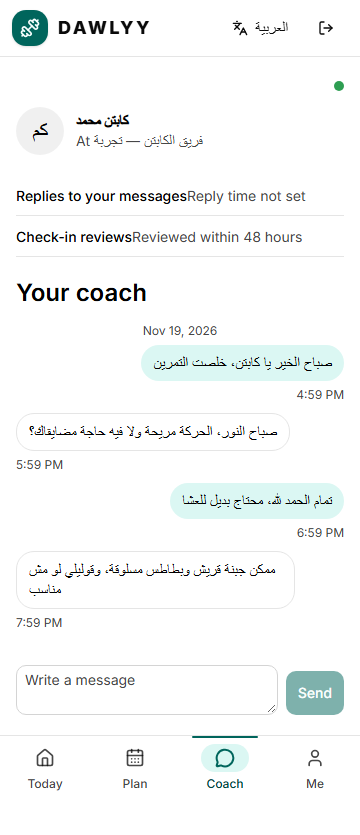 DAWLYY
العربية
كابتن محمد
كم
At فريق الكابتن — تجربة
Replies to your messages Reply time not set
Check-in reviews Reviewed within 48 hours
Your coach
Nov 19, 2026
صباح الخير يا كابتن، خلصت التمرين
4:59 PM
صباح النور، الحركة مريحة ولا فيه حاجة مضايقاك؟
5:59 PM
تمام الحمد لله، محتاج بديل للعشا
6:59 PM
ممكن جبنة قريش وبطاطس مسلوقة، وقوليلي لو مش
مناسب
7:59 PM
Write a message
Send
Today
Plan
Coach
Me